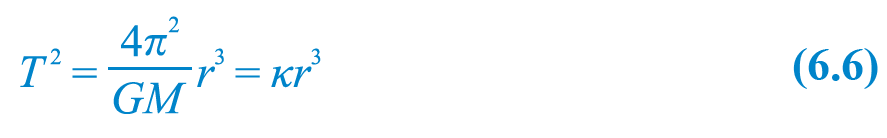 T² = 4π²/GM r³ = κr³ (6.6)